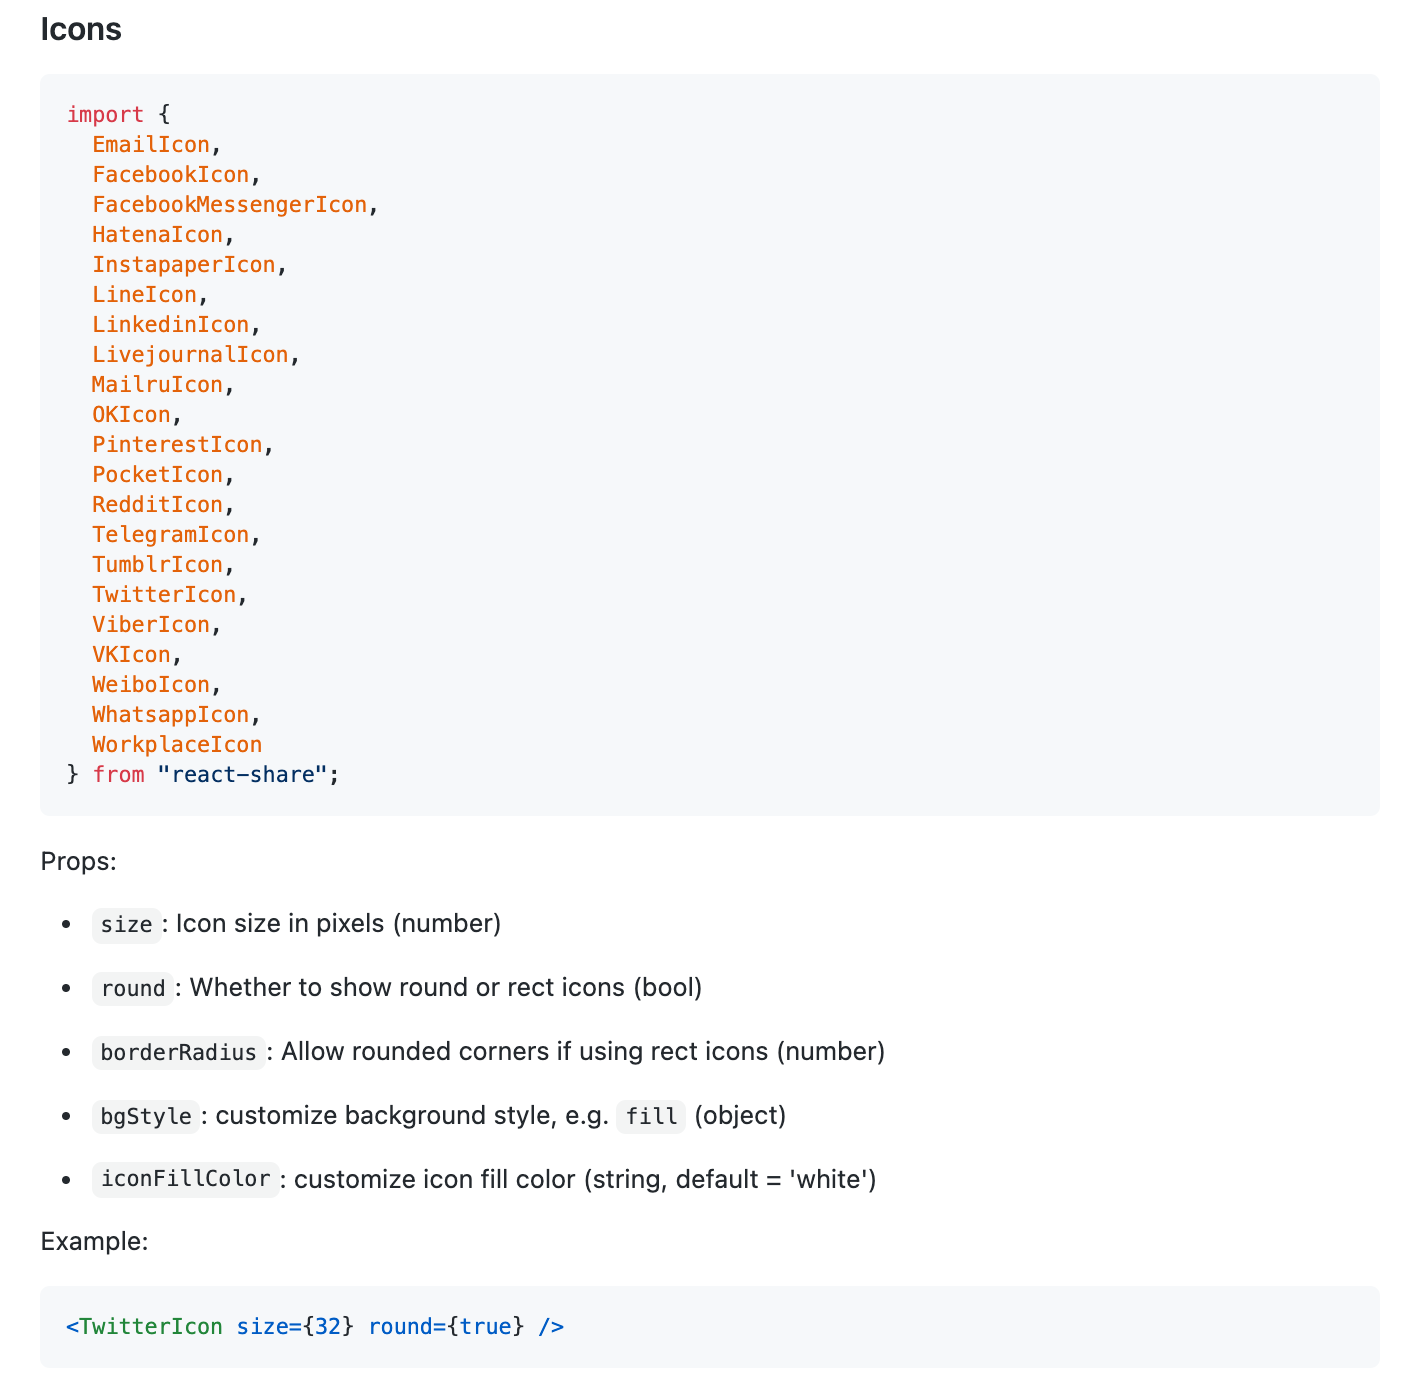 Icons
import {
  EmailIcon,
  FacebookIcon,
  FacebookMessengerIcon,
  HatenaIcon,
  InstapaperIcon,
  LineIcon,
  LinkedinIcon,
  LivejournalIcon,
  MailruIcon,
  OKIcon,
  PinterestIcon,
  PocketIcon,
  RedditIcon,
  TelegramIcon,
  TumblrIcon,
  TwitterIcon,
  ViberIcon,
  VKIcon,
  WeiboIcon,
  WhatsappIcon,
  WorkplaceIcon
} from "react-share";
Props:
• size: Icon size in pixels (number)
• round: Whether to show round or rect icons (bool)
• borderRadius: Allow rounded corners if using rect icons (number)
• bgStyle: customize background style, e.g. fill (object)
• iconFillColor: customize icon fill color (string, default = 'white')
Example:
<TwitterIcon size={32} round={true} />